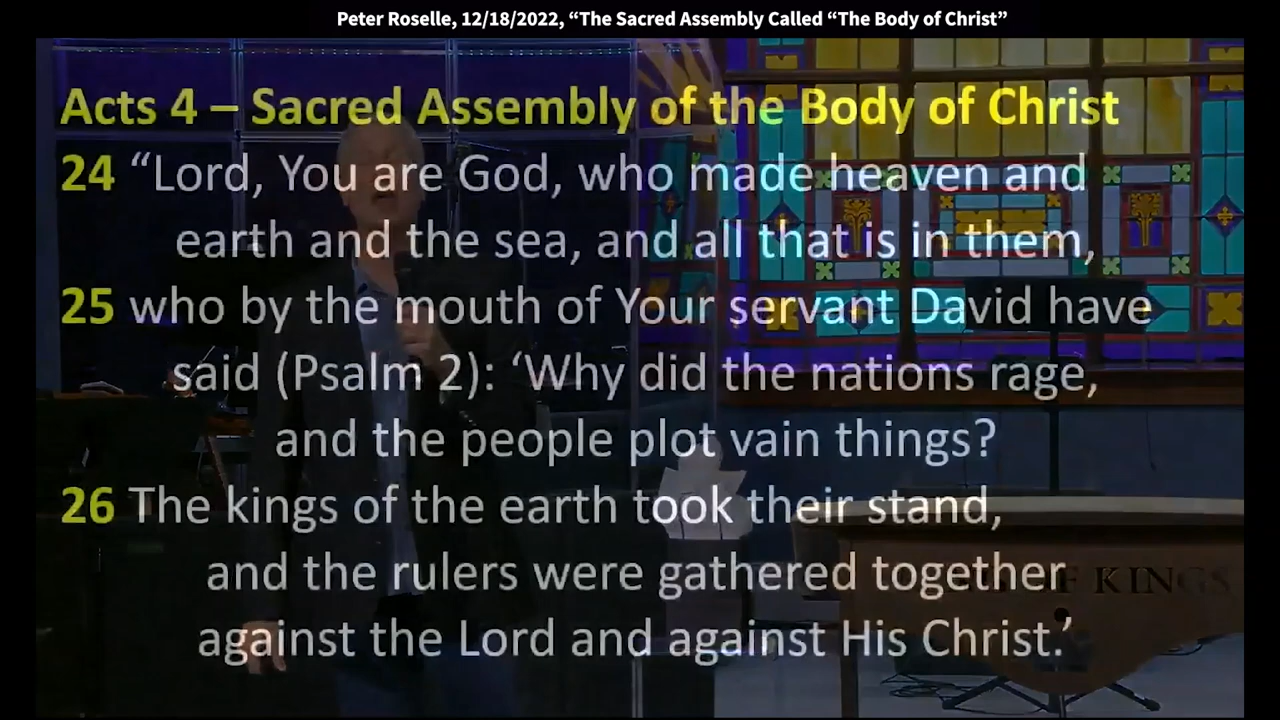 Peter Roselle, 12/18/2022, “The Sacred Assembly Called “The Body of Christ”
Acts 4 – Sacred Assembly of the Body of Christ
24 “Lord, You are God, who made heaven and
earth and the sea, and all that is in them,
25 who by the mouth of Your servant David have
said (Psalm 2): ‘Why did the nations rage,
and the people plot vain things?
26 The kings of the earth took their stand,
and the rulers were gathered together
OF KINGS
against the Lord and against His Christ.’